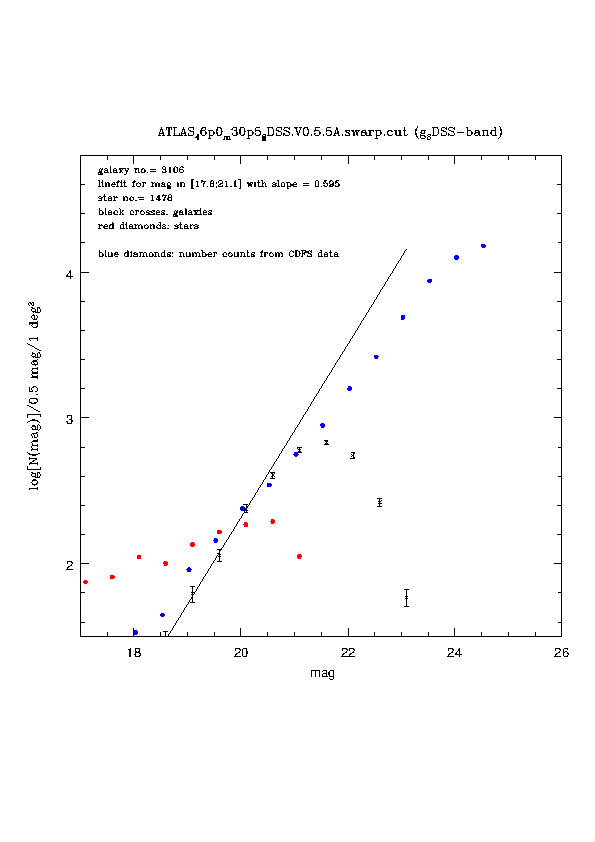 ATLAS₄6p0ₘ30p5gDSS.V0.5.5A.swarp.cut (gSDSS-band)
galaxy no.= 3106
linefit for mag in [17.8;21.1] with slope = 0.595
star no.= 1478
black crosses: galaxies
red diamonds: stars
blue diamonds: number counts from CDFS data
log[N(mag)]/0.5 mag/1 deg²
4
3
2
18 20 22 24 26
mag